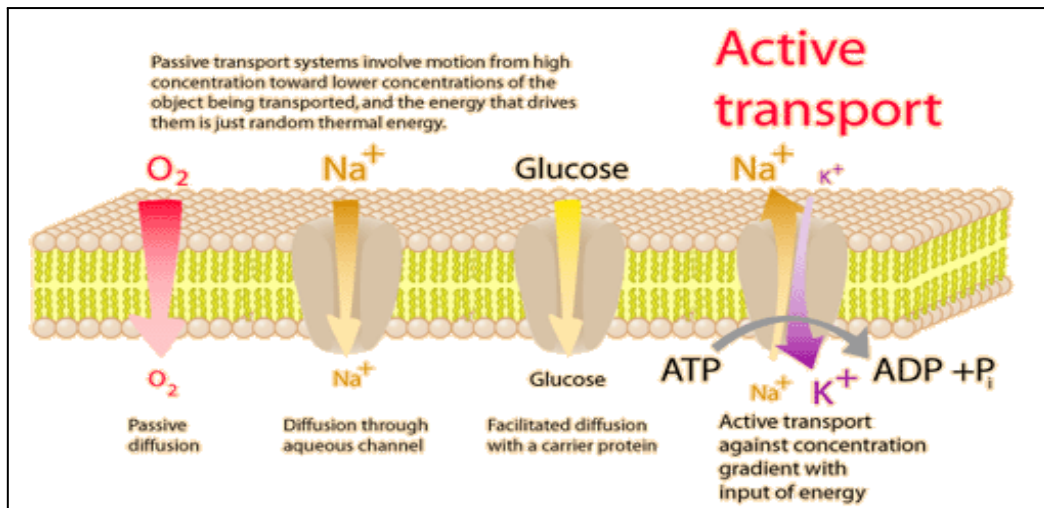 Passive transport systems involve motion from high
concentration toward lower concentrations of the
object being transported, and the energy that drives
them is just random thermal energy.
Active
transport
O₂
Na⁺
Glucose
Na⁺
K⁺
O₂
Na⁺
Glucose
ATP
Na⁺
K⁺
ADP +Pᵢ
Passive
diffusion
Diffusion through
aqueous channel
Facilitated diffusion
with a carrier protein
Active transport
against concentration
gradient with
input of energy